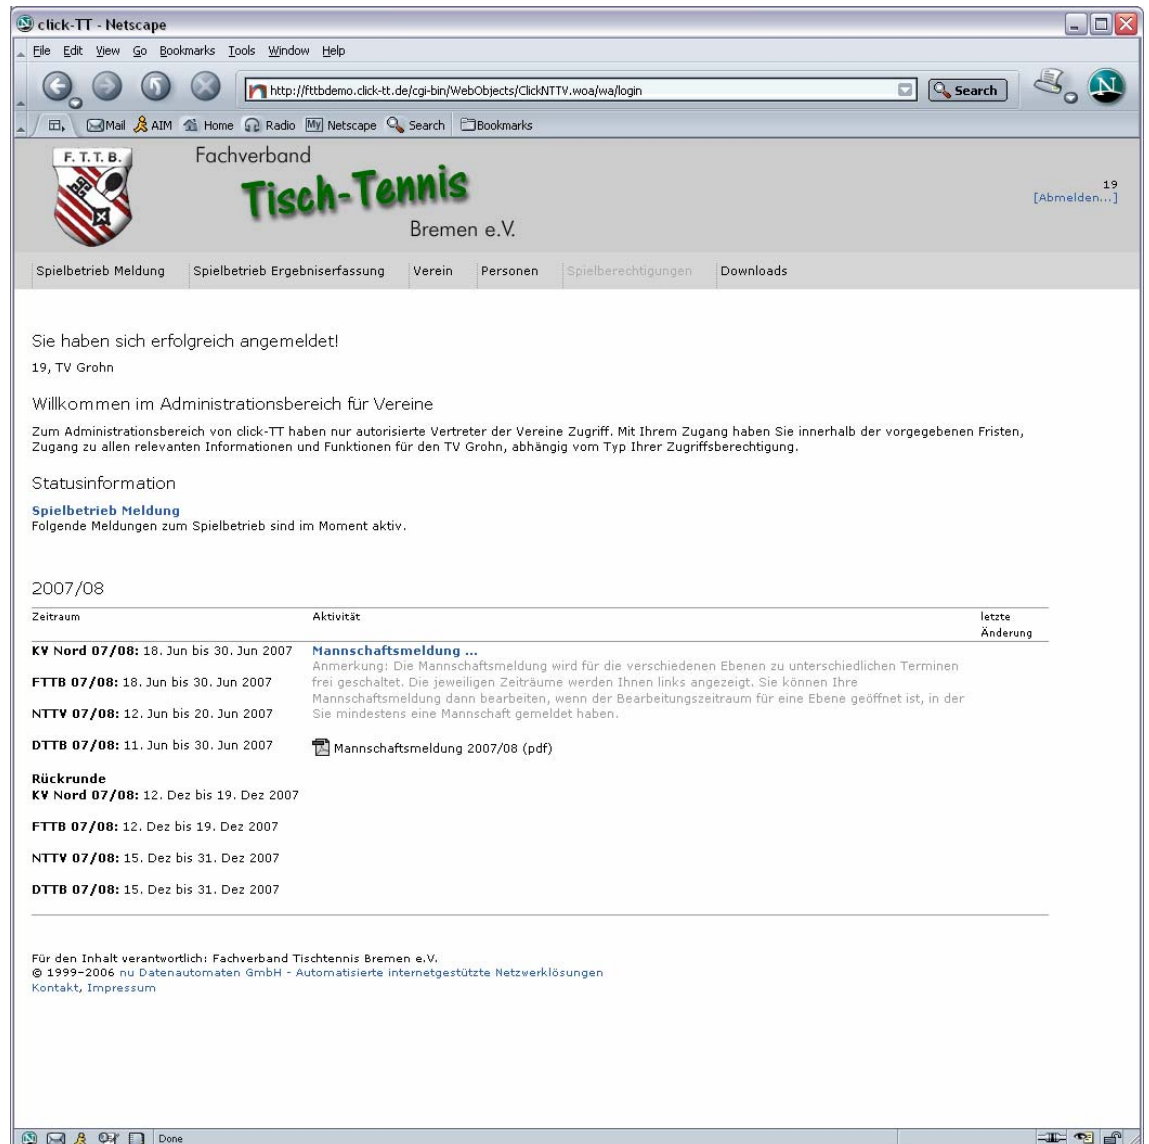 click-TT - Netscape
File Edit View Go Bookmarks Tools Window Help
http://fttbdemo.click-tt.de/cgi-bin/WebObjects/ClickNTTV.woa/wa/login Search N
Mail AIM Home Radio My Netscape Search Bookmarks
F.T.T.B.
Fachverband
Tisch-Tennis
Bremen e.V.
19
[Abmelden...]
Spielbetrieb Meldung Spielbetrieb Ergebniserfassung Verein Personen Spielberechtigungen Downloads
Sie haben sich erfolgreich angemeldet!
19, TV Grohn
Willkommen im Administrationsbereich für Vereine
Zum Administrationsbereich von click-TT haben nur autorisierte Vertreter der Vereine Zugriff. Mit Ihrem Zugang haben Sie innerhalb der vorgegebenen Fristen,
Zugang zu allen relevanten Informationen und Funktionen für den TV Grohn, abhängig vom Typ Ihrer Zugriffsberechtigung.
Statusinformation
Spielbetrieb Meldung
Folgende Meldungen zum Spielbetrieb sind im Moment aktiv.
2007/08
Zeitraum Aktivität letzte
Änderung
KV Nord 07/08: 18. Jun bis 30. Jun 2007
FTTB 07/08: 18. Jun bis 30. Jun 2007
NTTV 07/08: 12. Jun bis 20. Jun 2007
DTTB 07/08: 11. Jun bis 30. Jun 2007
Rückrunde
KV Nord 07/08: 12. Dez bis 19. Dez 2007
FTTB 07/08: 12. Dez bis 19. Dez 2007
NTTV 07/08: 15. Dez bis 31. Dez 2007
DTTB 07/08: 15. Dez bis 31. Dez 2007
Mannschaftsmeldung ...
Anmerkung: Die Mannschaftsmeldung wird für die verschiedenen Ebenen zu unterschiedlichen Terminen
frei geschaltet. Die jeweiligen Zeiträume werden Ihnen links angezeigt. Sie können Ihre
Mannschaftsmeldung dann bearbeiten, wenn der Bearbeitungszeitraum für eine Ebene geöffnet ist, in der
Sie mindestens eine Mannschaft gemeldet haben.
Mannschaftsmeldung 2007/08 (pdf)
Für den Inhalt verantwortlich: Fachverband Tischtennis Bremen e.V.
© 1999-2006 nu Datenautomaten GmbH - Automatisierte internetgestützte Netzwerklösungen
Kontakt, Impressum
Done